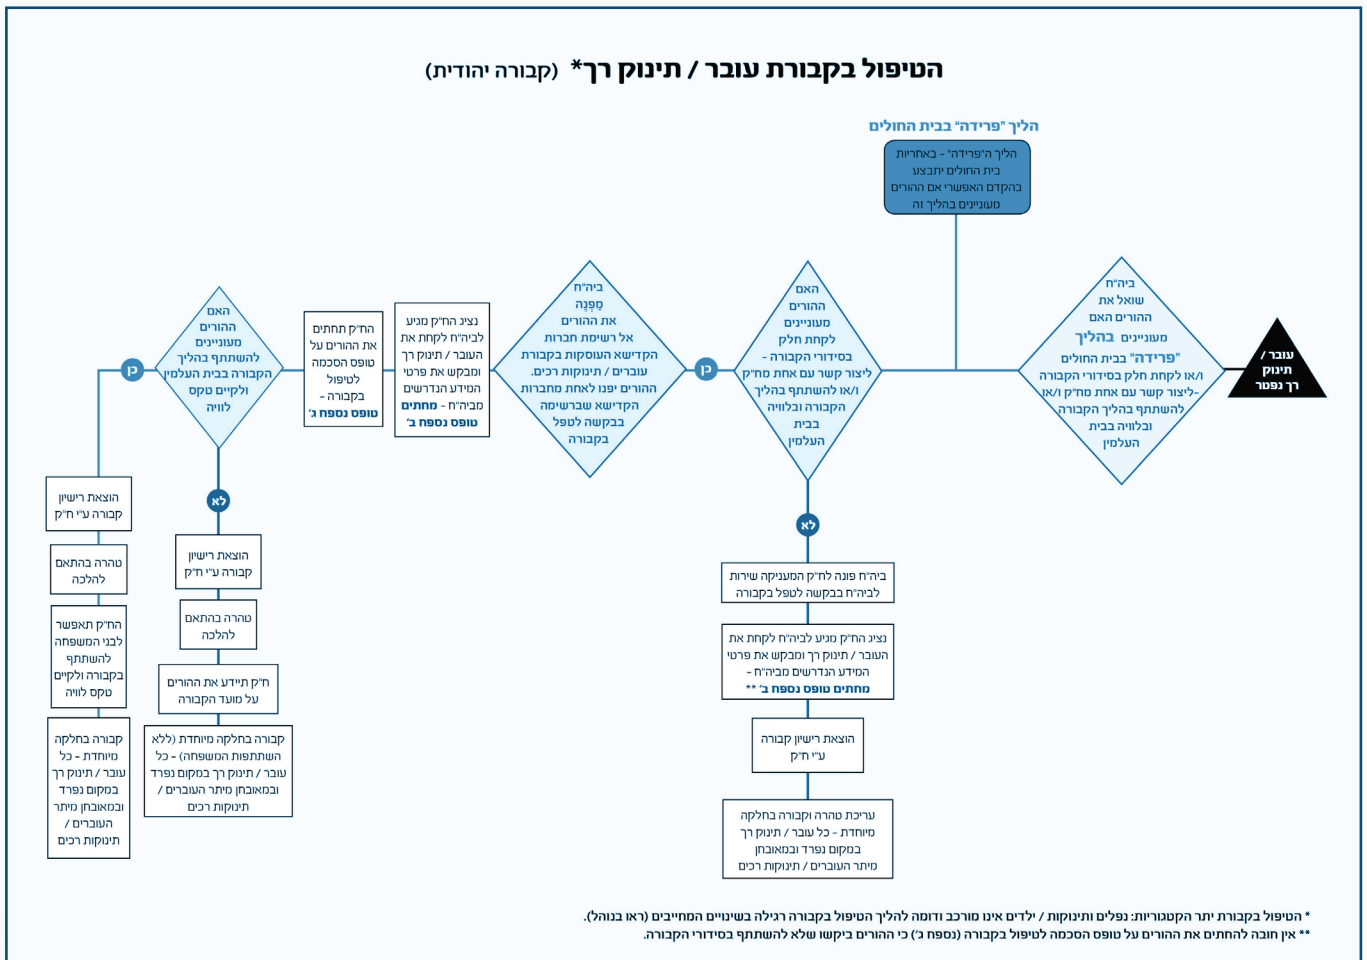 הטיפול בקבורת עובר / תינוק רך* (קבורה יהודית)
הליך "פרידה" בבית החולים
הליך ה"פרידה" - באחריות
בית החולים יתבצע
בהקדם האפשרי אם ההורים
מעוניינים בהליך זה
עובר /
תינוק
רך נפטר
ביה"ח
שואל את
ההורים האם
מעוניינים בהליך
"פרידה" בבית החולים
ו/או לקחת חלק בסידורי הקבורה
-ליצור קשר עם אחת מח"ק ו/או
להשתתף בהליך הקבורה
ובלוויה בבית
העלמין
האם
ההורים
מעוניינים
לקחת חלק
בסידורי הקבורה -
ליצור קשר עם אחת מח"ק
ו/או להשתתף בהליך
הקבורה ובלוויה
בבית
העלמין
כן
ביה"ח
מַפְנֶה
את ההורים
אל רשימת חברות
הקדישא העוסקות בקבורת
עוברים / תינוקות רכים.
ההורים יפנו לאחת מחברות
הקדישא שברשימה
בבקשה לטפל
בקבורה
נציג הח"ק מגיע
לביה"ח לקחת את
העובר / תינוק רך
ומבקש את פרטי
המידע הנדרשים
מביה"ח - מחתים
טופס נספח ב'
הח"ק תחתים
את ההורים על
טופס הסכמה
לטיפול
בקבורה -
טופס נספח ג'
האם
ההורים
מעוניינים
להשתתף בהליך
הקבורה בבית העלמין
ולקיים טקס
לוויה
כן
לא
לא
ביה"ח פונה לח"ק המעניקה שירות
לביה"ח בבקשה לטפל בקבורה
נציג הח"ק מגיע לביה"ח לקחת את
העובר / תינוק רך ומבקש את פרטי
המידע הנדרשים מביה"ח -
מחתים טופס נספח ב' **
הוצאת רישיון קבורה
ע"י ח"ק
עריכת טהרה וקבורה בחלקה
מיוחדת - כל עובר / תינוק רך
במקום נפרד ובמאובחן
מיתר העוברים / תינוקות רכים
הוצאת רישיון
קבורה ע"י ח"ק
טהרה בהתאם
להלכה
ח"ק תיידע את ההורים
על מועד הקבורה
קבורה בחלקה מיוחדת (ללא
השתתפות המשפחה) - כל
עובר / תינוק רך במקום נפרד
ובמאובחן מיתר העוברים /
תינוקות רכים
הוצאת רישיון
קבורה ע"י ח"ק
טהרה בהתאם
להלכה
הח"ק תאפשר
לבני המשפחה
להשתתף
בקבורה ולקיים
טקס לוויה
קבורה בחלקה
מיוחדת - כל
עובר / תינוק רך
במקום נפרד
ובמאובחן מיתר
העוברים /
תינוקות רכים
* הטיפול בקבורת יתר הקטגוריות: נפלים ותינוקות / ילדים אינו מורכב ודומה להליך הטיפול בקבורה רגילה בשינויים המחייבים (ראו בנוהל).
** אין חובה להחתים את ההורים על טופס הסכמה לטיפול בקבורה (נספח ג') כי ההורים ביקשו שלא להשתתף בסידורי הקבורה.